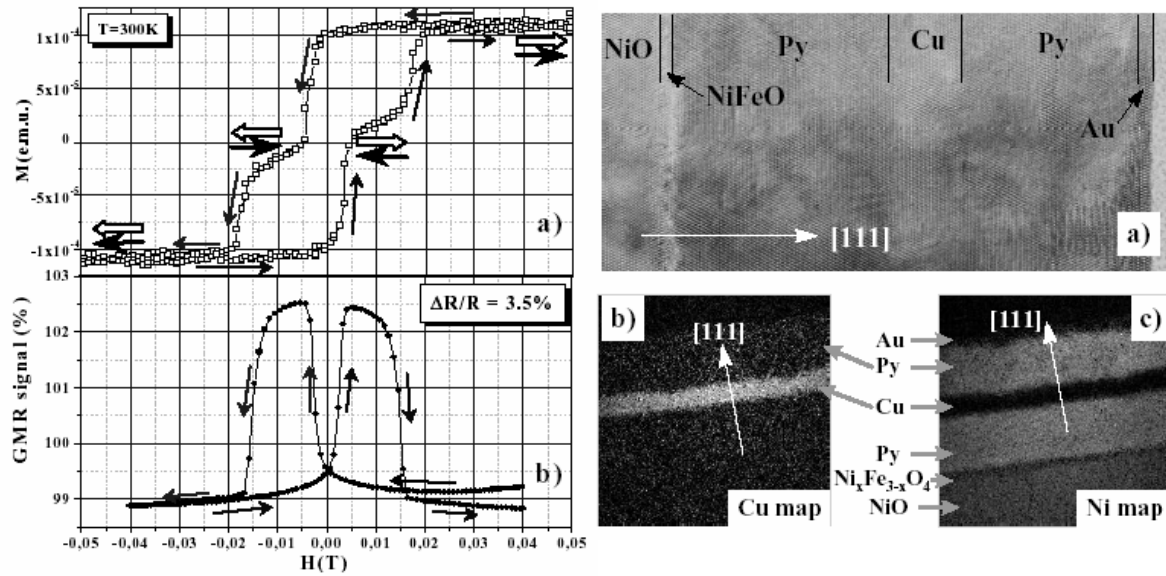 T=300K
a)
1x10⁻⁴
5x10⁻⁵
0
-5x10⁻⁵
-1x10⁻⁴
M(e.m.u.)
103
102
101
100
99
GMR signal (%)
ΔR/R = 3.5%
b)
-0,05 -0,04 -0,03 -0,02 -0,01 0,00 0,01 0,02 0,03 0,04 0,05
H(T)
NiO Py Cu Py
NiFeO
Au
[111]
a)
b)
[111]
Cu map
Au
Py
Cu
Py
NiₓFe₃₋ₓO₄
NiO
c)
[111]
Ni map